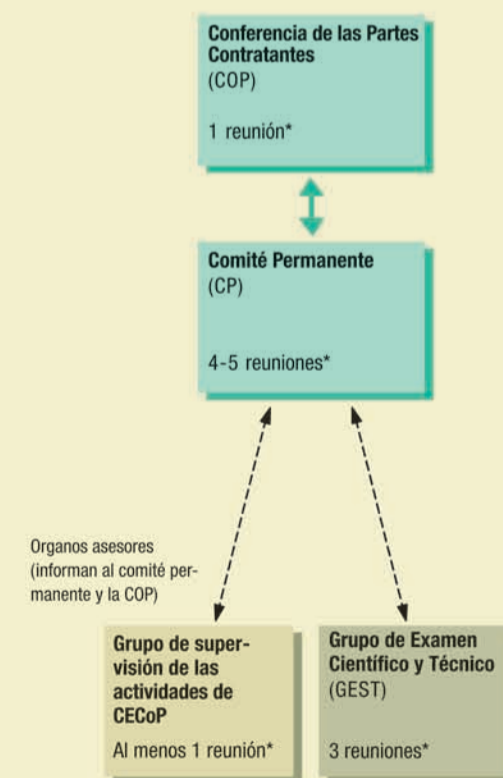 Conferencia de las Partes
Contratantes
(COP)
1 reunión*
Comité Permanente
(CP)
4-5 reuniones*
Organos asesores
(informan al comité per-
manente y la COP)
Grupo de super-
visión de las
actividades de
CECoP
Al menos 1 reunión*
Grupo de Examen
Científico y Técnico
(GEST)
3 reuniones*